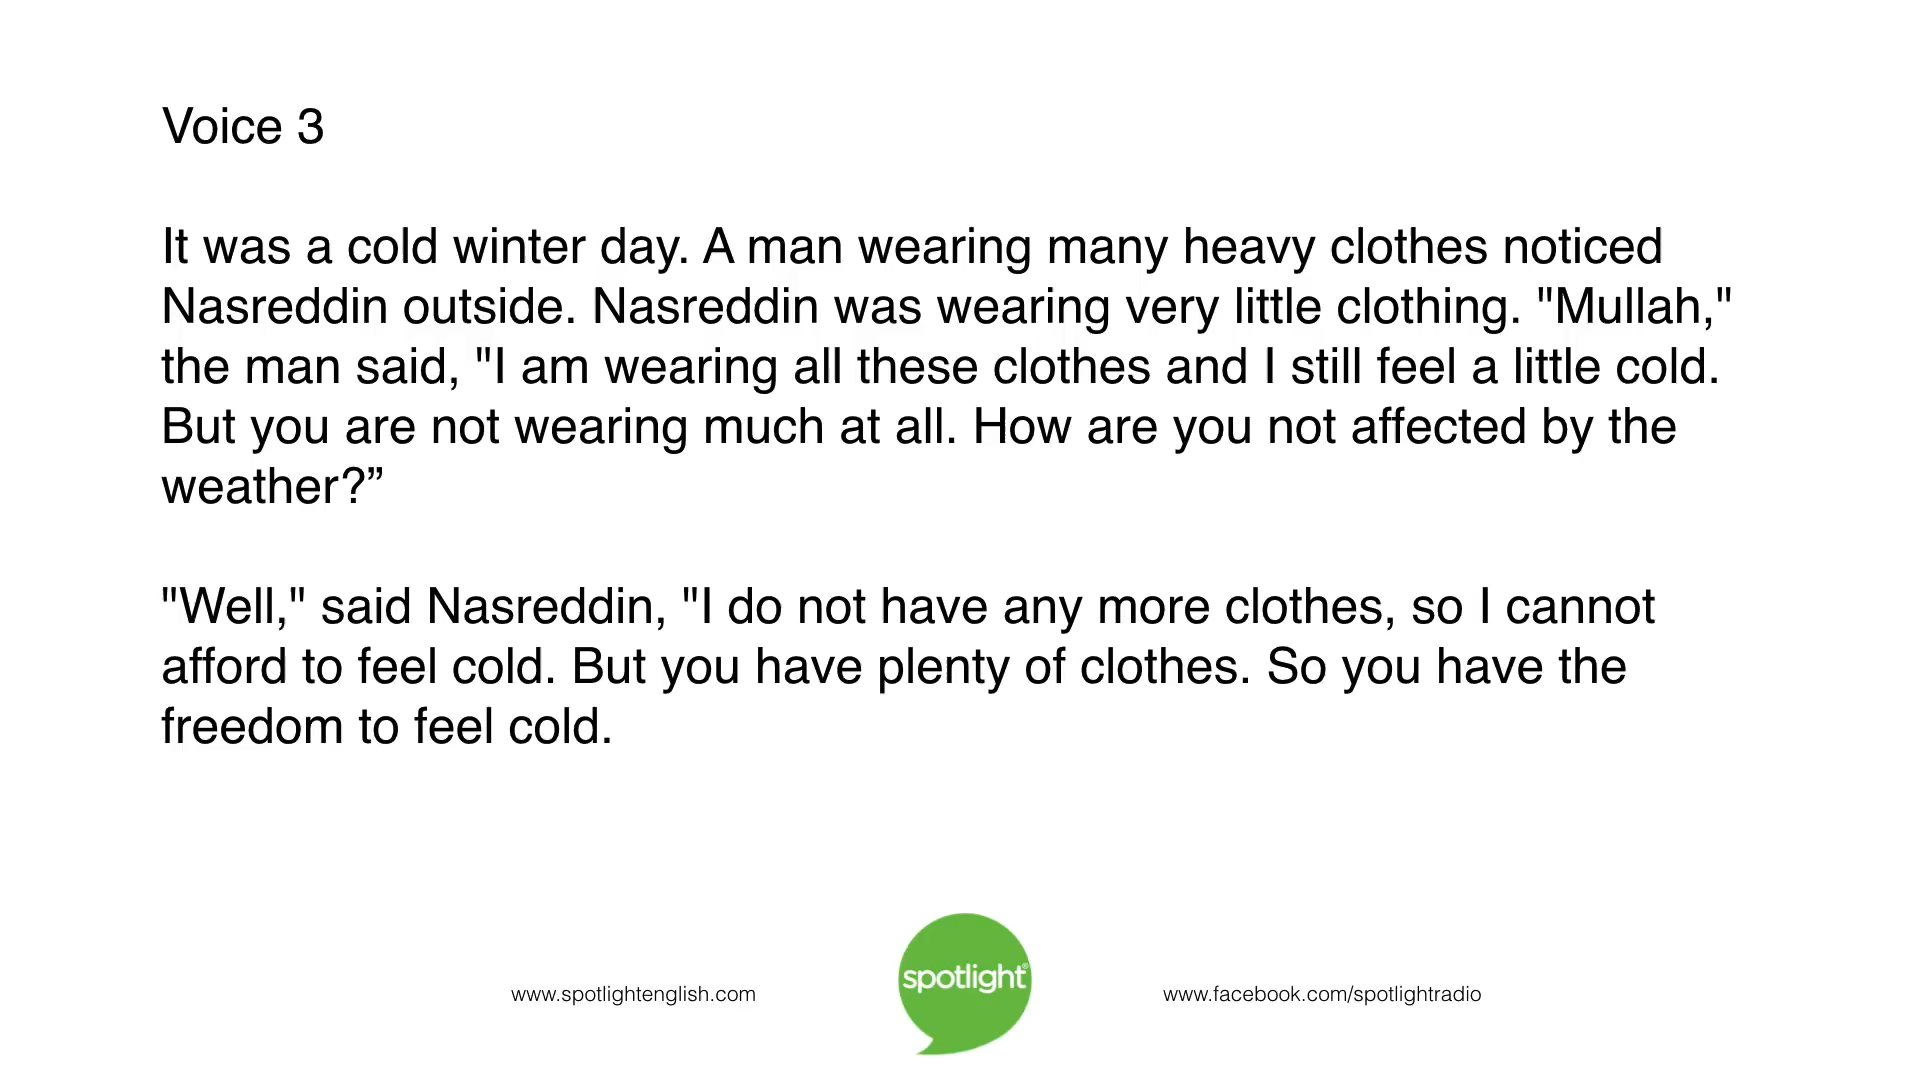 Voice 3
It was a cold winter day. A man wearing many heavy clothes noticed
Nasreddin outside. Nasreddin was wearing very little clothing. "Mullah,"
the man said, "I am wearing all these clothes and I still feel a little cold.
But you are not wearing much at all. How are you not affected by the
weather?”
"Well," said Nasreddin, "I do not have any more clothes, so I cannot
afford to feel cold. But you have plenty of clothes. So you have the
freedom to feel cold.
www.spotlightenglish.com
spotlight®
www.facebook.com/spotlightradio